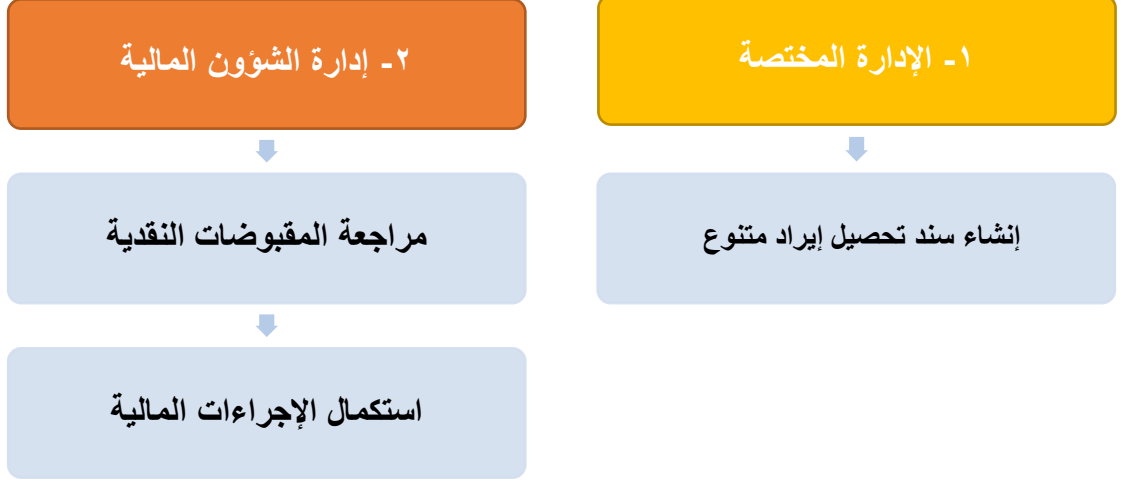 ١- الإدارة المختصة
إنشاء سند تحصيل إيراد متنوع
٢- إدارة الشؤون المالية
مراجعة المقبوضات النقدية
استكمال الإجراءات المالية